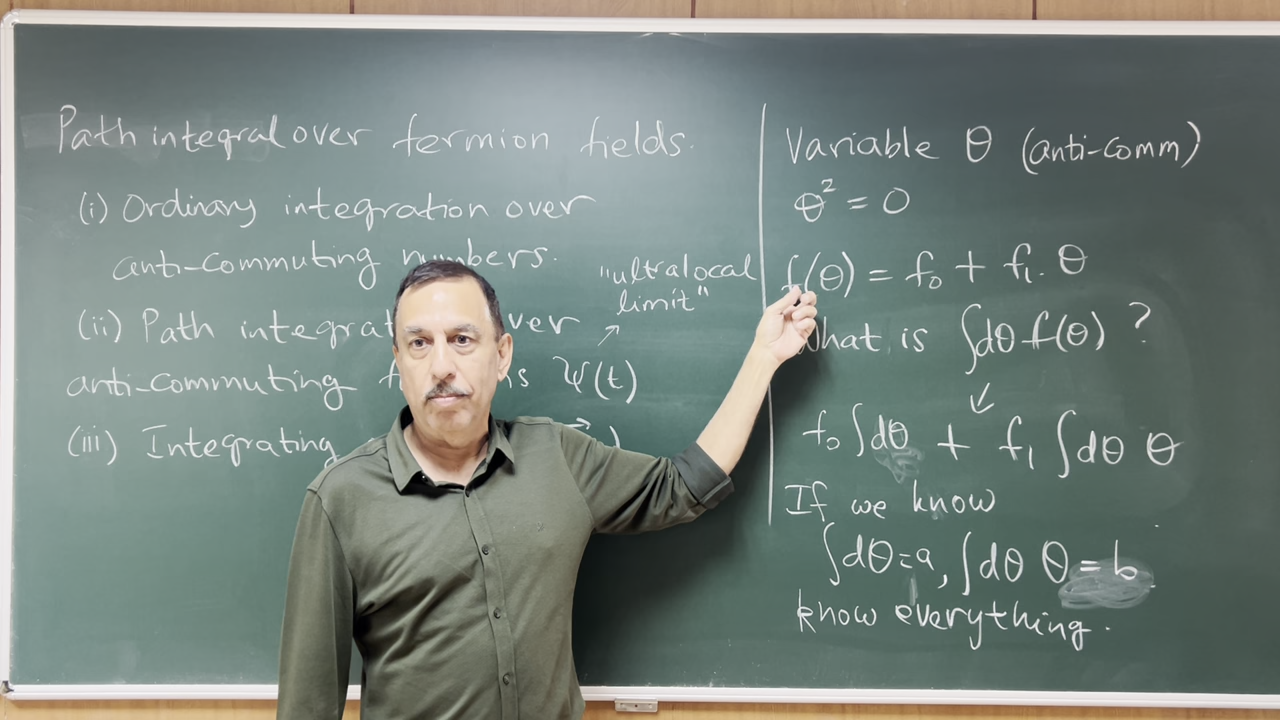 Path integral over fermion fields.
(i) Ordinary integration over
anti-commuting numbers.
"ultralocal
limit"
(ii) Path integrat ver
anti-commuting f s ψ(t)
(iii) Integrating
Variable θ (anti-comm)
θ² = 0
f(θ) = f₀ + f₁. θ
What is ∫dθ f(θ) ?
f₀ ∫dθ + f₁ ∫dθ θ
If we know
∫dθ = a, ∫dθ θ = b
know everything.